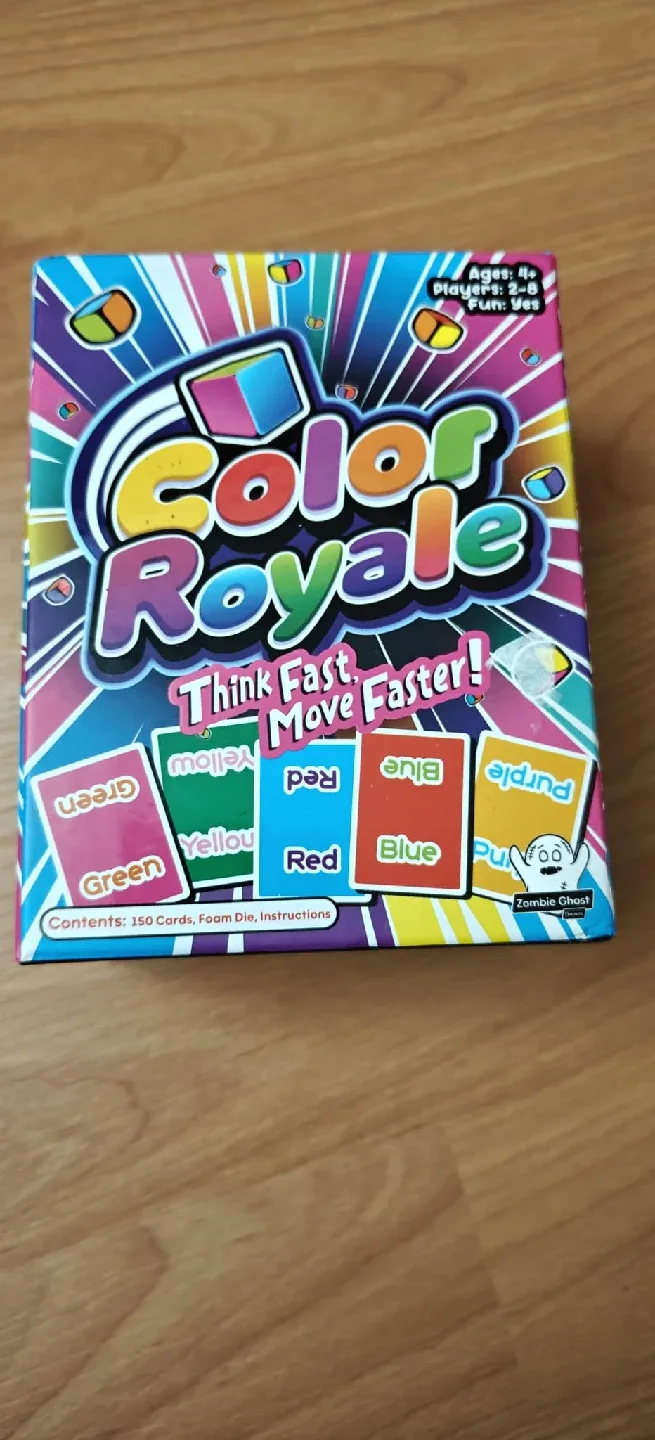 Ages: 4+
Players: 2-8
Fun: Yes
Color
Royale
Think Fast,
Move Faster!
Green
Yellow
Red
Blue
Purple
Green
Yellow
Red
Blue
Contents: 150 Cards, Foam Die, Instructions
Zombie Ghost
Games